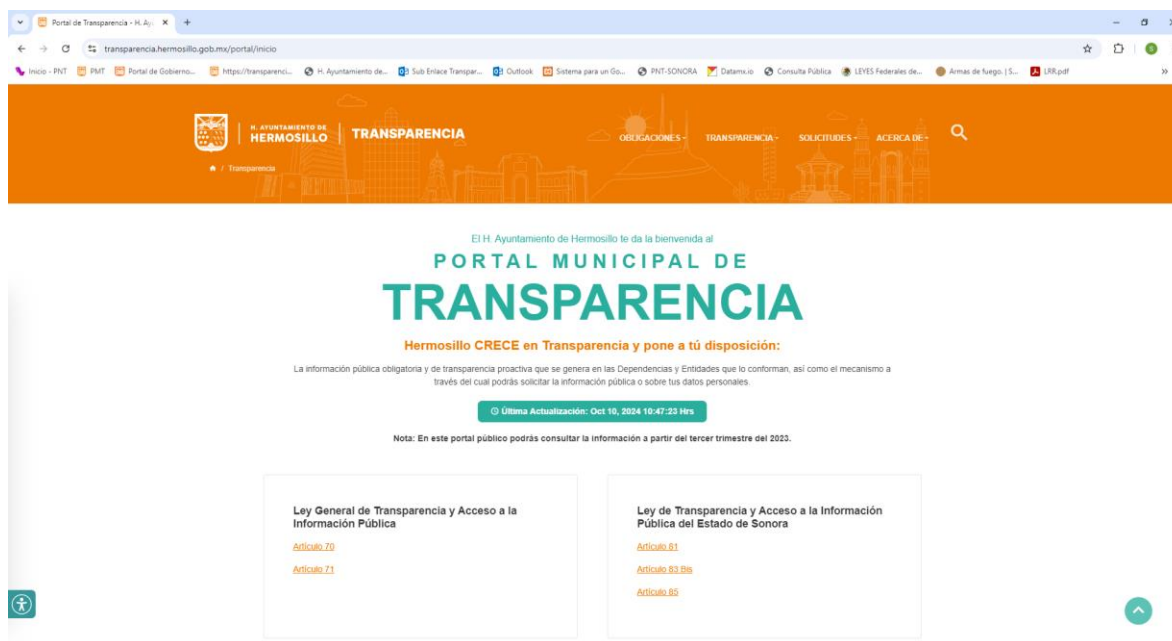 Portal de Transparencia - H. Ay
transparencia.hermosillo.gob.mx/portal/inicio
Inicio - PNT PMT Portal de Gobierno... https://transparenci... H. Ayuntamiento de... Sub Enlace Transpar... Outlook Sistema para un Go... PNT-SONORA Datamx.io Consulta Pública LEYES Federales de... Armas de fuego. | S... LRR.pdf »
H. AYUNTAMIENTO DE
HERMOSILLO
TRANSPARENCIA
OBLIGACIONES TRANSPARENCIA SOLICITUDES ACERCA DE
/ Transparencia
El H. Ayuntamiento de Hermosillo te da la bienvenida al
PORTAL MUNICIPAL DE
TRANSPARENCIA
Hermosillo CRECE en Transparencia y pone a tú disposición:
La información pública obligatoria y de transparencia proactiva que se genera en las Dependencias y Entidades que lo conforman, así como el mecanismo a
través del cual podrás solicitar la información pública o sobre tus datos personales.
Última Actualización: Oct 10, 2024 10:47:23 Hrs
Nota: En este portal público podrás consultar la información a partir del tercer trimestre del 2023.
Ley General de Transparencia y Acceso a la
Información Pública
Artículo 70
Artículo 71
Ley de Transparencia y Acceso a la Información
Pública del Estado de Sonora
Artículo 81
Artículo 83 Bis
Artículo 85